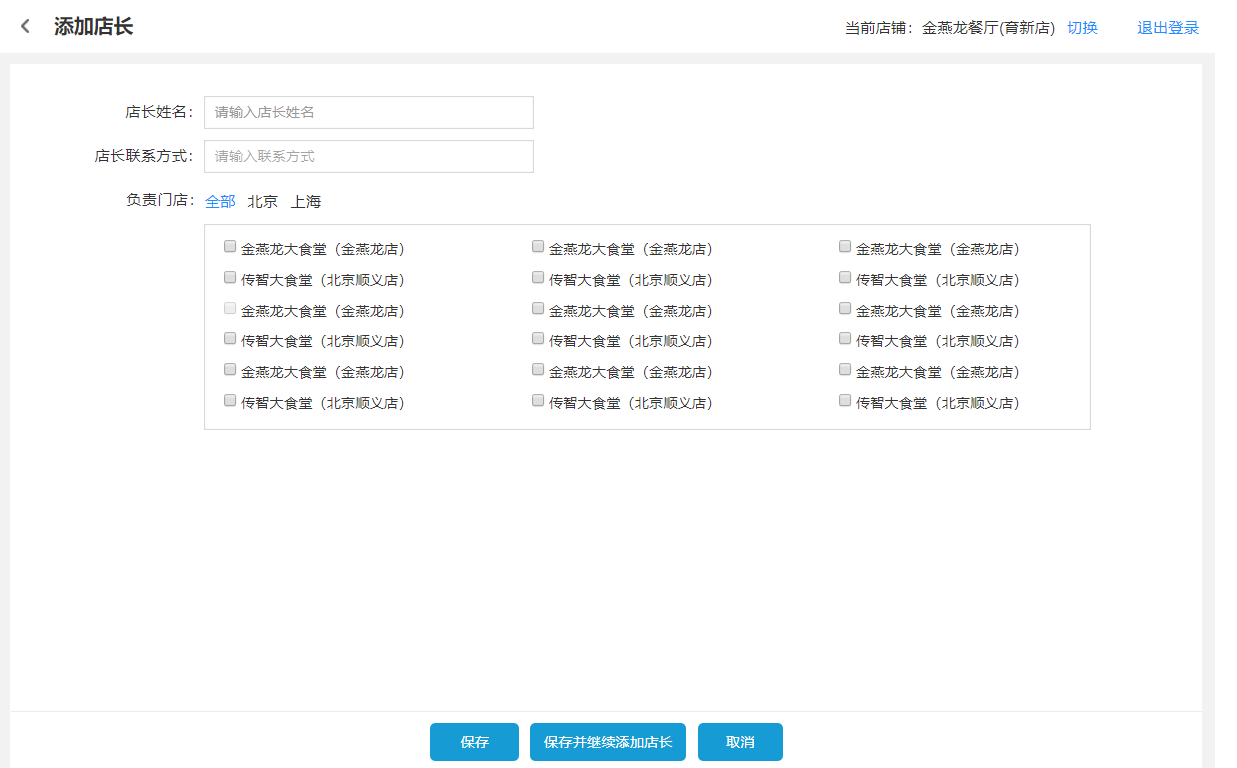 添加店长 当前店铺：金燕龙餐厅(育新店) 切换 退出登录
店长姓名： 请输入店长姓名
店长联系方式： 请输入联系方式
负责门店： 全部 北京 上海
金燕龙大食堂（金燕龙店） 金燕龙大食堂（金燕龙店） 金燕龙大食堂（金燕龙店）
传智大食堂（北京顺义店） 传智大食堂（北京顺义店） 传智大食堂（北京顺义店）
金燕龙大食堂（金燕龙店） 金燕龙大食堂（金燕龙店） 金燕龙大食堂（金燕龙店）
传智大食堂（北京顺义店） 传智大食堂（北京顺义店） 传智大食堂（北京顺义店）
金燕龙大食堂（金燕龙店） 金燕龙大食堂（金燕龙店） 金燕龙大食堂（金燕龙店）
传智大食堂（北京顺义店） 传智大食堂（北京顺义店） 传智大食堂（北京顺义店）
保存 保存并继续添加店长 取消